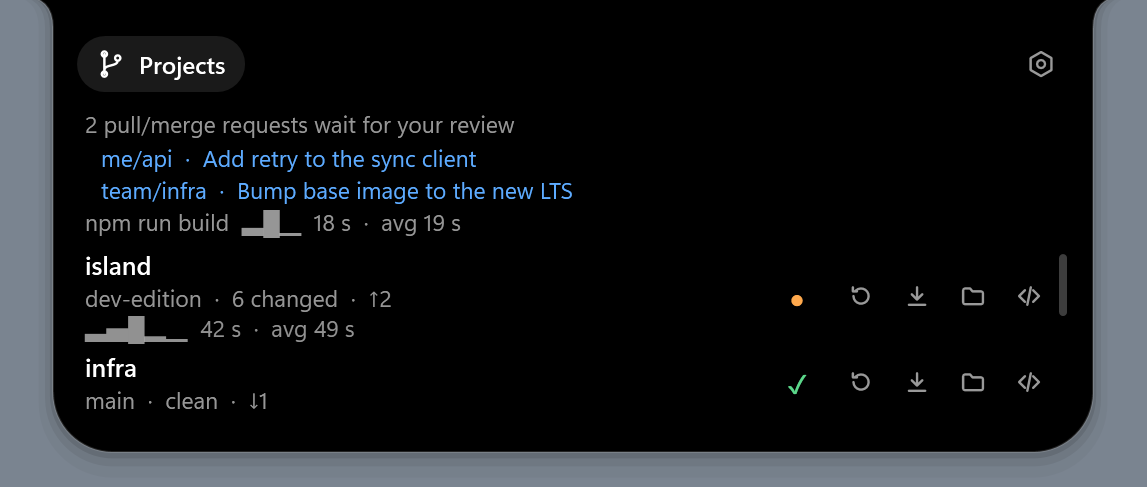 Projects
2 pull/merge requests wait for your review
me/api · Add retry to the sync client
team/infra · Bump base image to the new LTS
npm run build ▂█▁ 18 s · avg 19 s
island
dev-edition · 6 changed · ↑2
▂▃█▂▁ 42 s · avg 49 s
infra
main · clean · ↓1